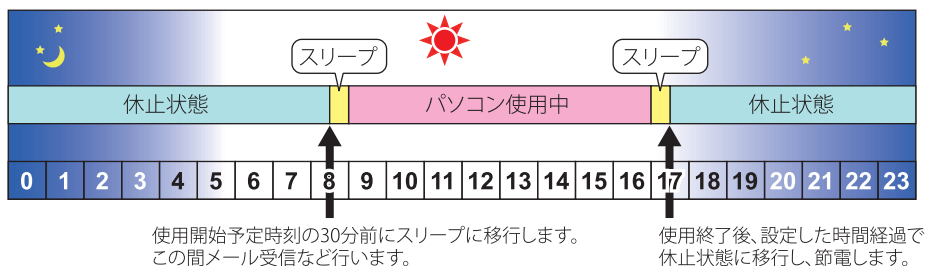 スリープ
スリープ
休止状態
パソコン使用中
休止状態
0 1 2 3 4 5 6 7 8 9 10 11 12 13 14 15 16 17 18 19 20 21 22 23
使用開始予定時刻の30分前にスリープに移行します。
この間メール受信など行います。
使用終了後、設定した時間経過で
休止状態に移行し、節電します。